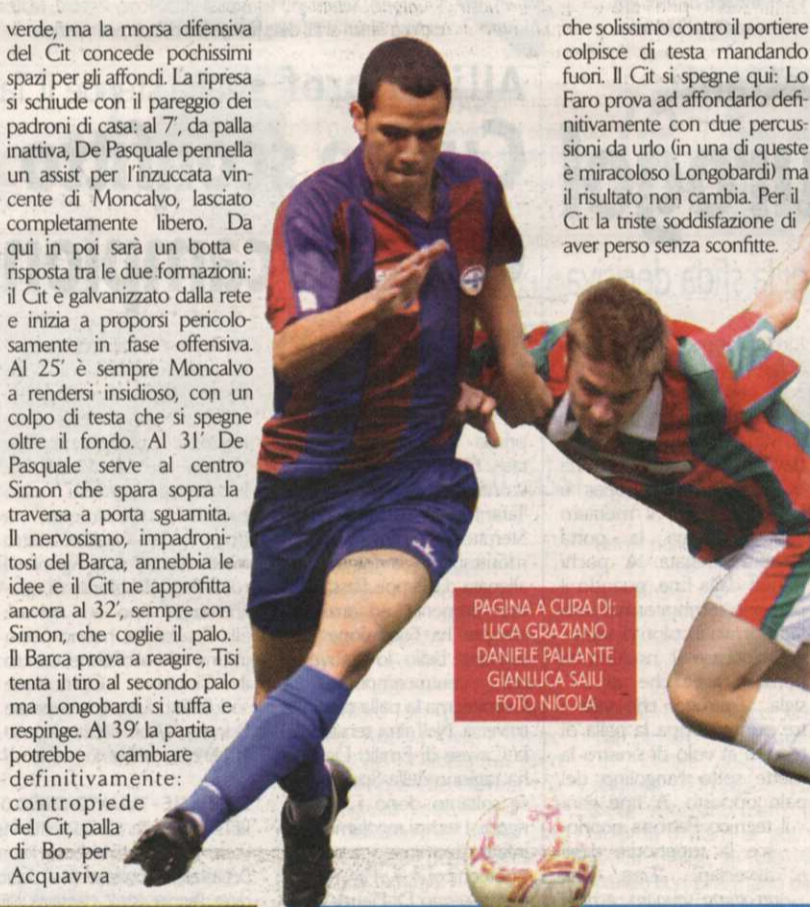 verde, ma la morsa difensiva
del Cit concede pochissimi
spazi per gli affondi. La ripresa
si schiude con il pareggio dei
padroni di casa: al 7', da palla
inattiva, De Pasquale pennella
un assist per l'inzuccata vin-
cente di Moncalvo, lasciato
completamente libero. Da
qui in poi sarà un botta e
risposta tra le due formazioni:
il Cit è galvanizzato dalla rete
e inizia a proporsi pericolo-
samente in fase offensiva.
Al 25' è sempre Moncalvo
a rendersi insidioso, con un
colpo di testa che si spegne
oltre il fondo. Al 31' De
Pasquale serve al centro
Simon che spara sopra la
traversa a porta sguarnita.
Il nervosismo, impadroni-
tosi del Barca, annebbia le
idee e il Cit ne approfitta
ancora al 32', sempre con
Simon, che coglie il palo.
Il Barca prova a reagire, Tisi
tenta il tiro al secondo palo
ma Longobardi si tuffa e
respinge. Al 39' la partita
potrebbe cambiare
definitivamente:
contropiede
del Cit, palla
di Bo per
Acquaviva
che solissimo contro il portiere
colpisce di testa mandando
fuori. Il Cit si spegne qui: Lo
Faro prova ad affondarlo defi-
nitivamente con due percus-
sioni da urlo (in una di queste
è miracoloso Longobardi) ma
il risultato non cambia. Per il
Cit la triste soddisfazione di
aver perso senza sconfitte.
PAGINA A CURA DI:
LUCA GRAZIANO
DANIELE PALLANTE
GIANLUCA SAIU
FOTO NICOLA